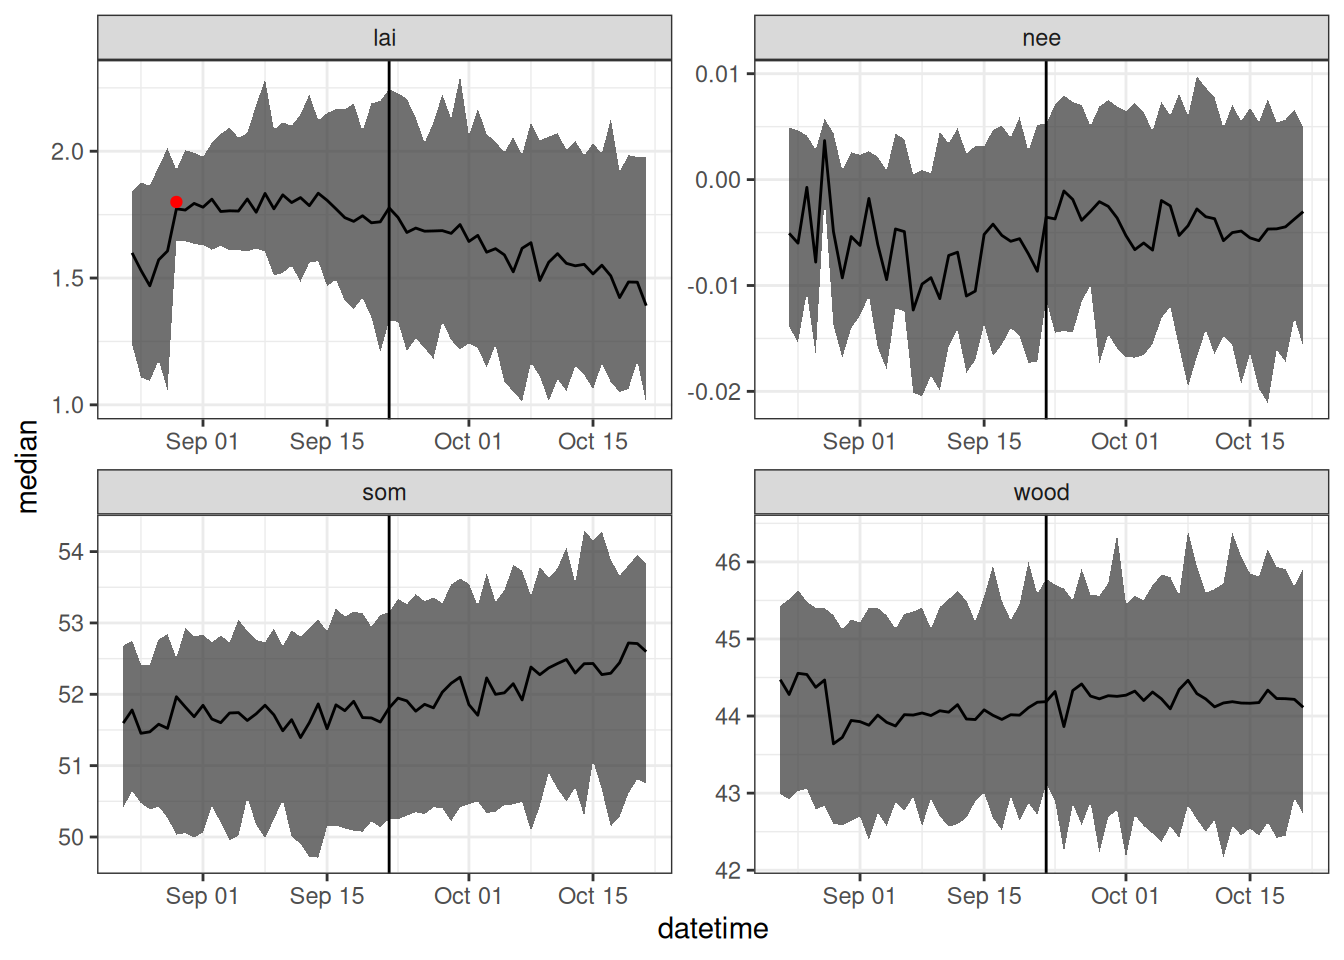 lai
nee
2.0
1.5
1.0
0.01
0.00
-0.01
-0.02
Sep 01 Sep 15 Oct 01 Oct 15
Sep 01 Sep 15 Oct 01 Oct 15
median
som
wood
54
53
52
51
50
46
45
44
43
42
Sep 01 Sep 15 Oct 01 Oct 15
Sep 01 Sep 15 Oct 01 Oct 15
datetime